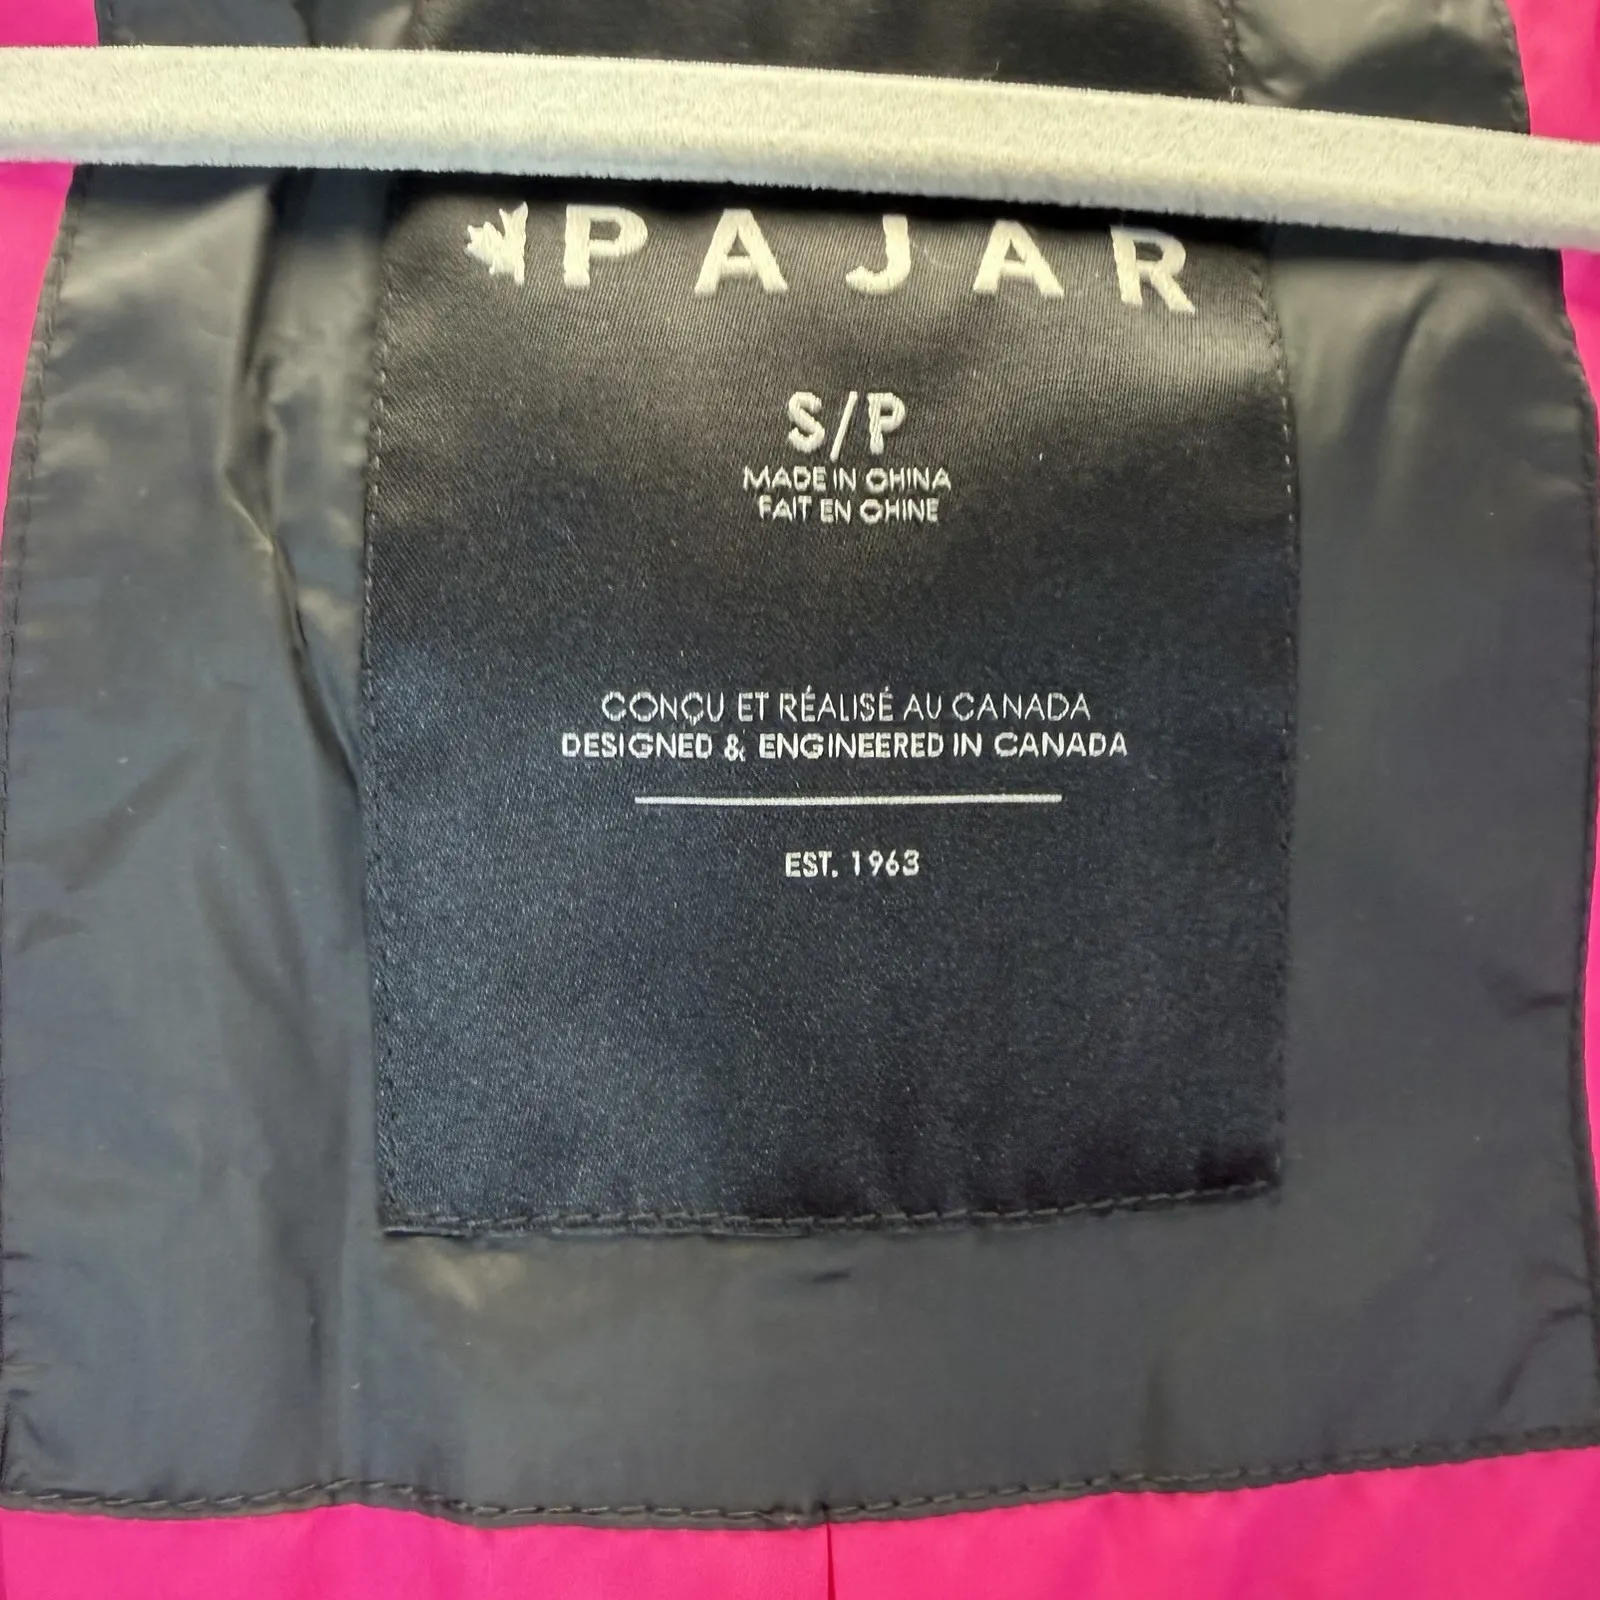 PAJAR
S/P
MADE IN CHINA
FAIT EN CHINE
CONÇU ET RÉALISÉ AU CANADA
DESIGNED & ENGINEERED IN CANADA
EST. 1963